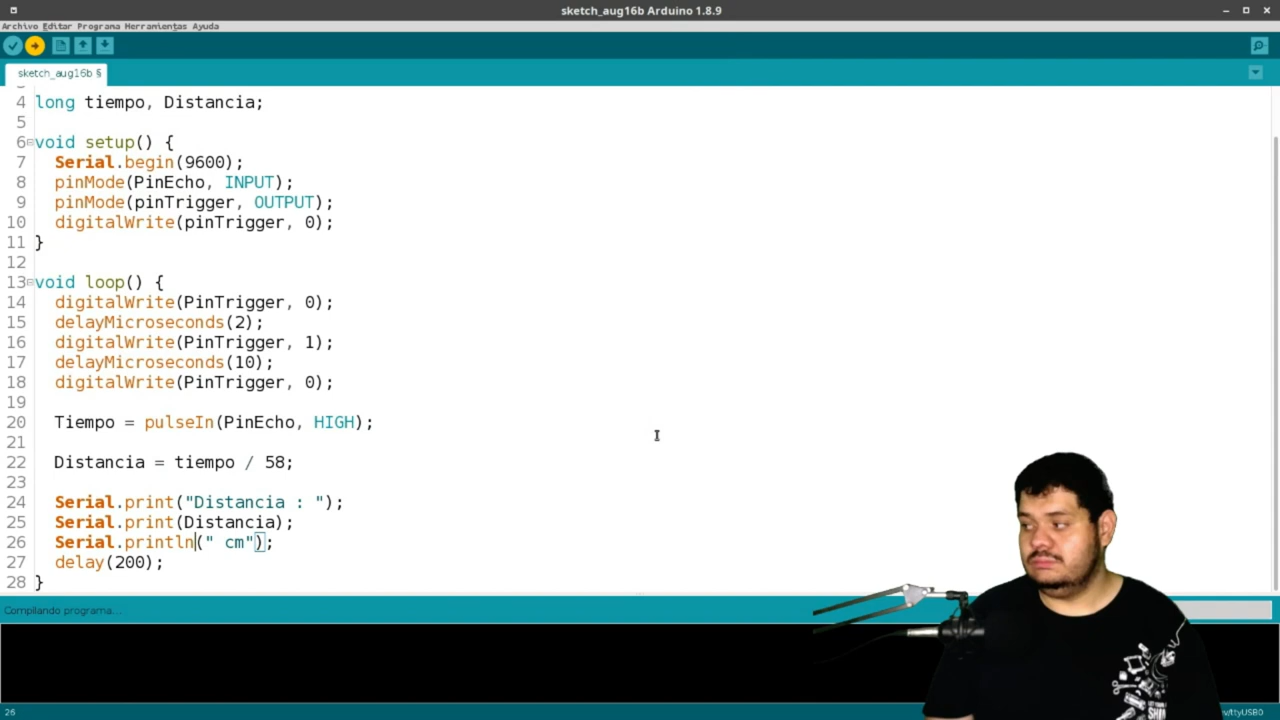 sketch_aug16b Arduino 1.8.9
Archivo Editar Programa Herramientas Ayuda
sketch_aug16b §
4 long tiempo, Distancia;
5
6 void setup() {
7 Serial.begin(9600);
8 pinMode(PinEcho, INPUT);
9 pinMode(pinTrigger, OUTPUT);
10 digitalWrite(pinTrigger, 0);
11 }
12
13 void loop() {
14 digitalWrite(PinTrigger, 0);
15 delayMicroseconds(2);
16 digitalWrite(PinTrigger, 1);
17 delayMicroseconds(10);
18 digitalWrite(PinTrigger, 0);
19
20 Tiempo = pulseIn(PinEcho, HIGH);
21
22 Distancia = tiempo / 58;
23
24 Serial.print("Distancia : ");
25 Serial.print(Distancia);
26 Serial.println(" cm");
27 delay(200);
28 }
Compilando programa...
26
/ttyUSB0